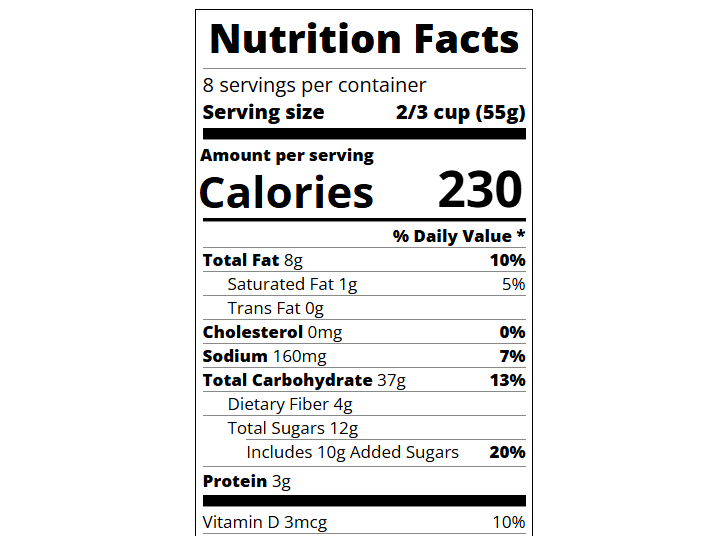 Nutrition Facts
8 servings per container
Serving size 2/3 cup (55g)
Amount per serving
Calories 230
% Daily Value *
Total Fat 8g 10%
Saturated Fat 1g 5%
Trans Fat 0g
Cholesterol 0mg 0%
Sodium 160mg 7%
Total Carbohydrate 37g 13%
Dietary Fiber 4g
Total Sugars 12g
Includes 10g Added Sugars 20%
Protein 3g
Vitamin D 3mcg 10%